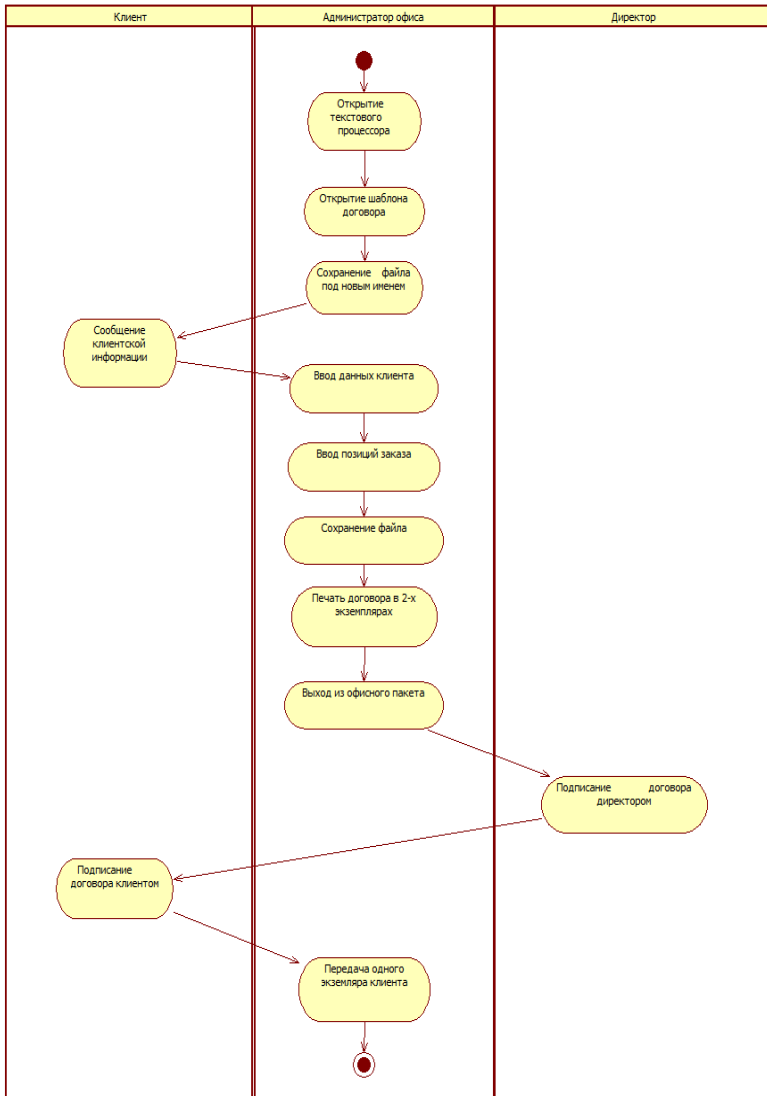 Клиент
Администратор офиса
Директор
Открытие
текстового
процессора
Открытие шаблона
договора
Сохранение файла
под новым именем
Сообщение
клиентской
информации
Ввод данных клиента
Ввод позиций заказа
Сохранение файла
Печать договора в 2-х
экземплярах
Выход из офисного пакета
Подписание договора
директором
Подписание
договора клиентом
Передача одного
экземляра клиента